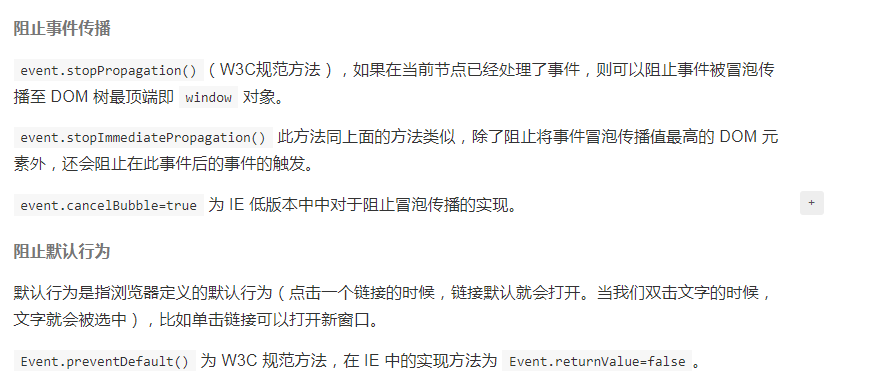 阻止事件传播
event.stopPropagation()（W3C规范方法），如果在当前节点已经处理了事件，则可以阻止事件被冒泡传
播至 DOM 树最顶端即 window 对象。
event.stopImmediatePropagation() 此方法同上面的方法类似，除了阻止将事件冒泡传播值最高的 DOM 元
素外，还会阻止在此事件后的事件的触发。
event.cancelBubble=true 为 IE 低版本中中对于阻止冒泡传播的实现。
+
阻止默认行为
默认行为是指浏览器定义的默认行为（点击一个链接的时候，链接默认就会打开。当我们双击文字的时候，
文字就会被选中），比如单击链接可以打开新窗口。
Event.preventDefault() 为 W3C 规范方法，在 IE 中的实现方法为 Event.returnValue=false。